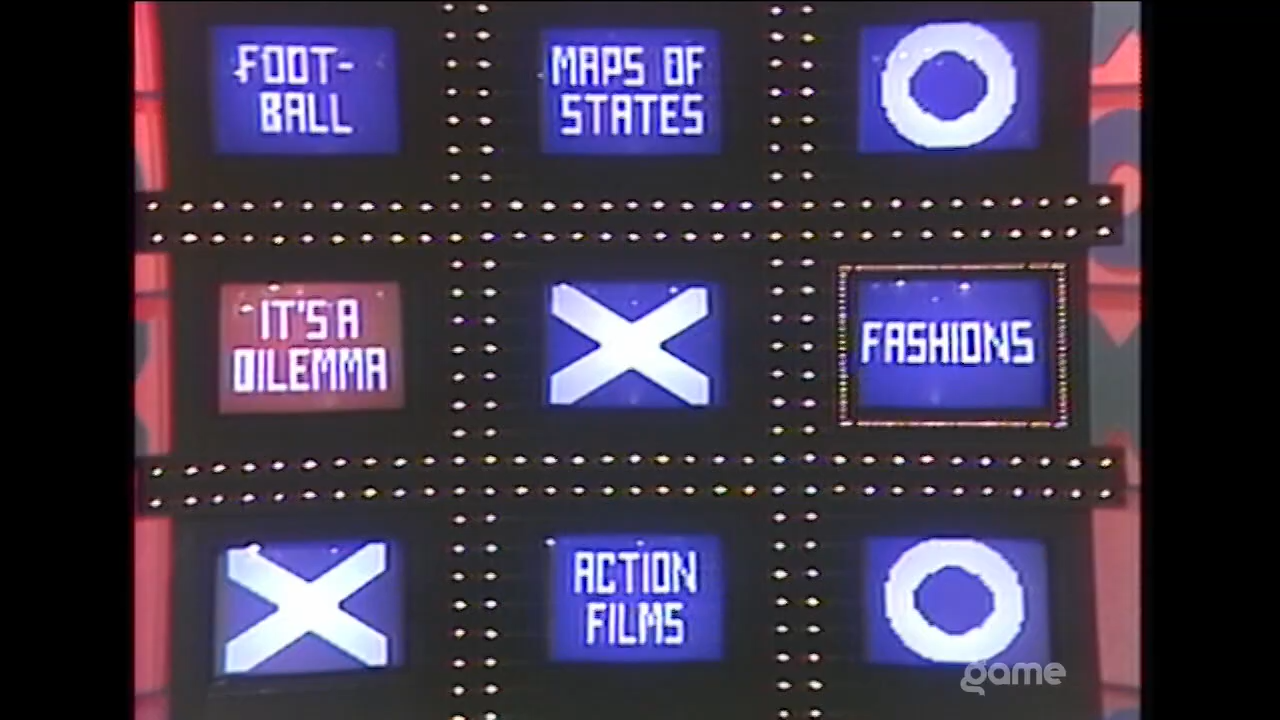 FOOT-
BALL
MAPS OF
STATES
O
IT'S A
DILEMMA
X
FASHIONS
X
ACTION
FILMS
O
game